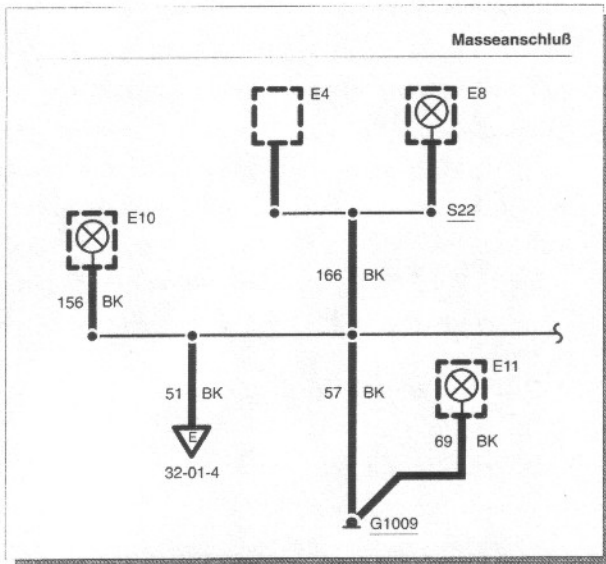 Masseanschluß
E4
E8
E10
S22
156 BK
166 BK
51 BK
57 BK
E11
69 BK
E
32-01-4
G1009